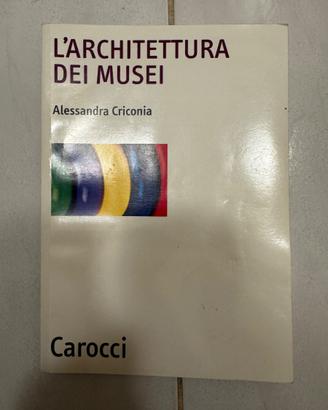 L'ARCHITETTURA
DEI MUSEI
Alessandra Criconia
Carocci